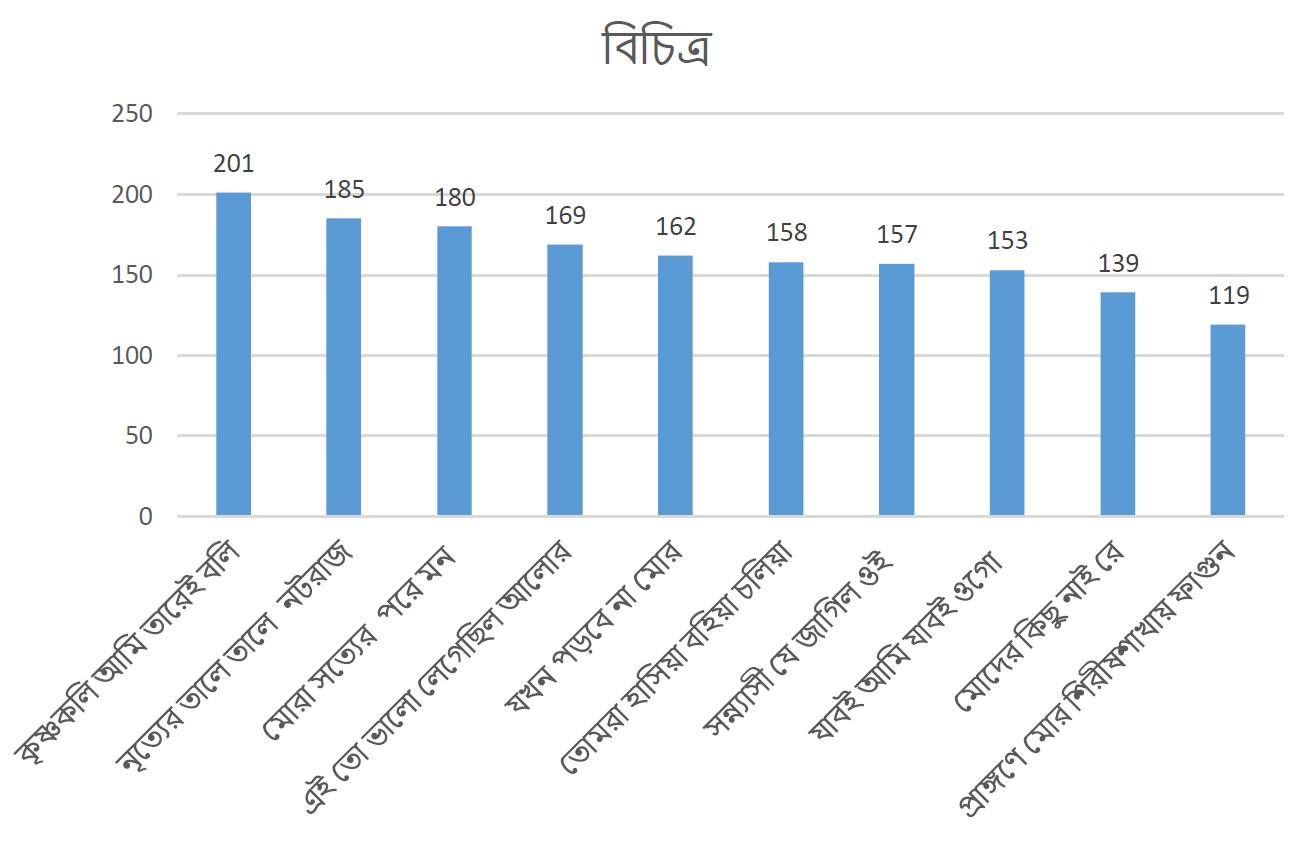 বিচিত্র
250
200
150
100
50
0
201
185
180
169
162
158
157
153
139
119
কৃষ্ণকলি আমি তারেই বলি
নৃত্যের তালে তালে নটরাজ
মোরা সত্যের পরে মন
এই তো ভালো লেগেছিল আলোর
যখন পড়বে না মোর
তোমরা হাসিয়া বহিয়া চলিয়া
সন্ন্যাসী যে জাগিল ওই
যাবই আমি যাবই ওগো
মোদের কিছু নাই রে
প্রাঙ্গণে মোর শিরীষশাখায় ফাগুন